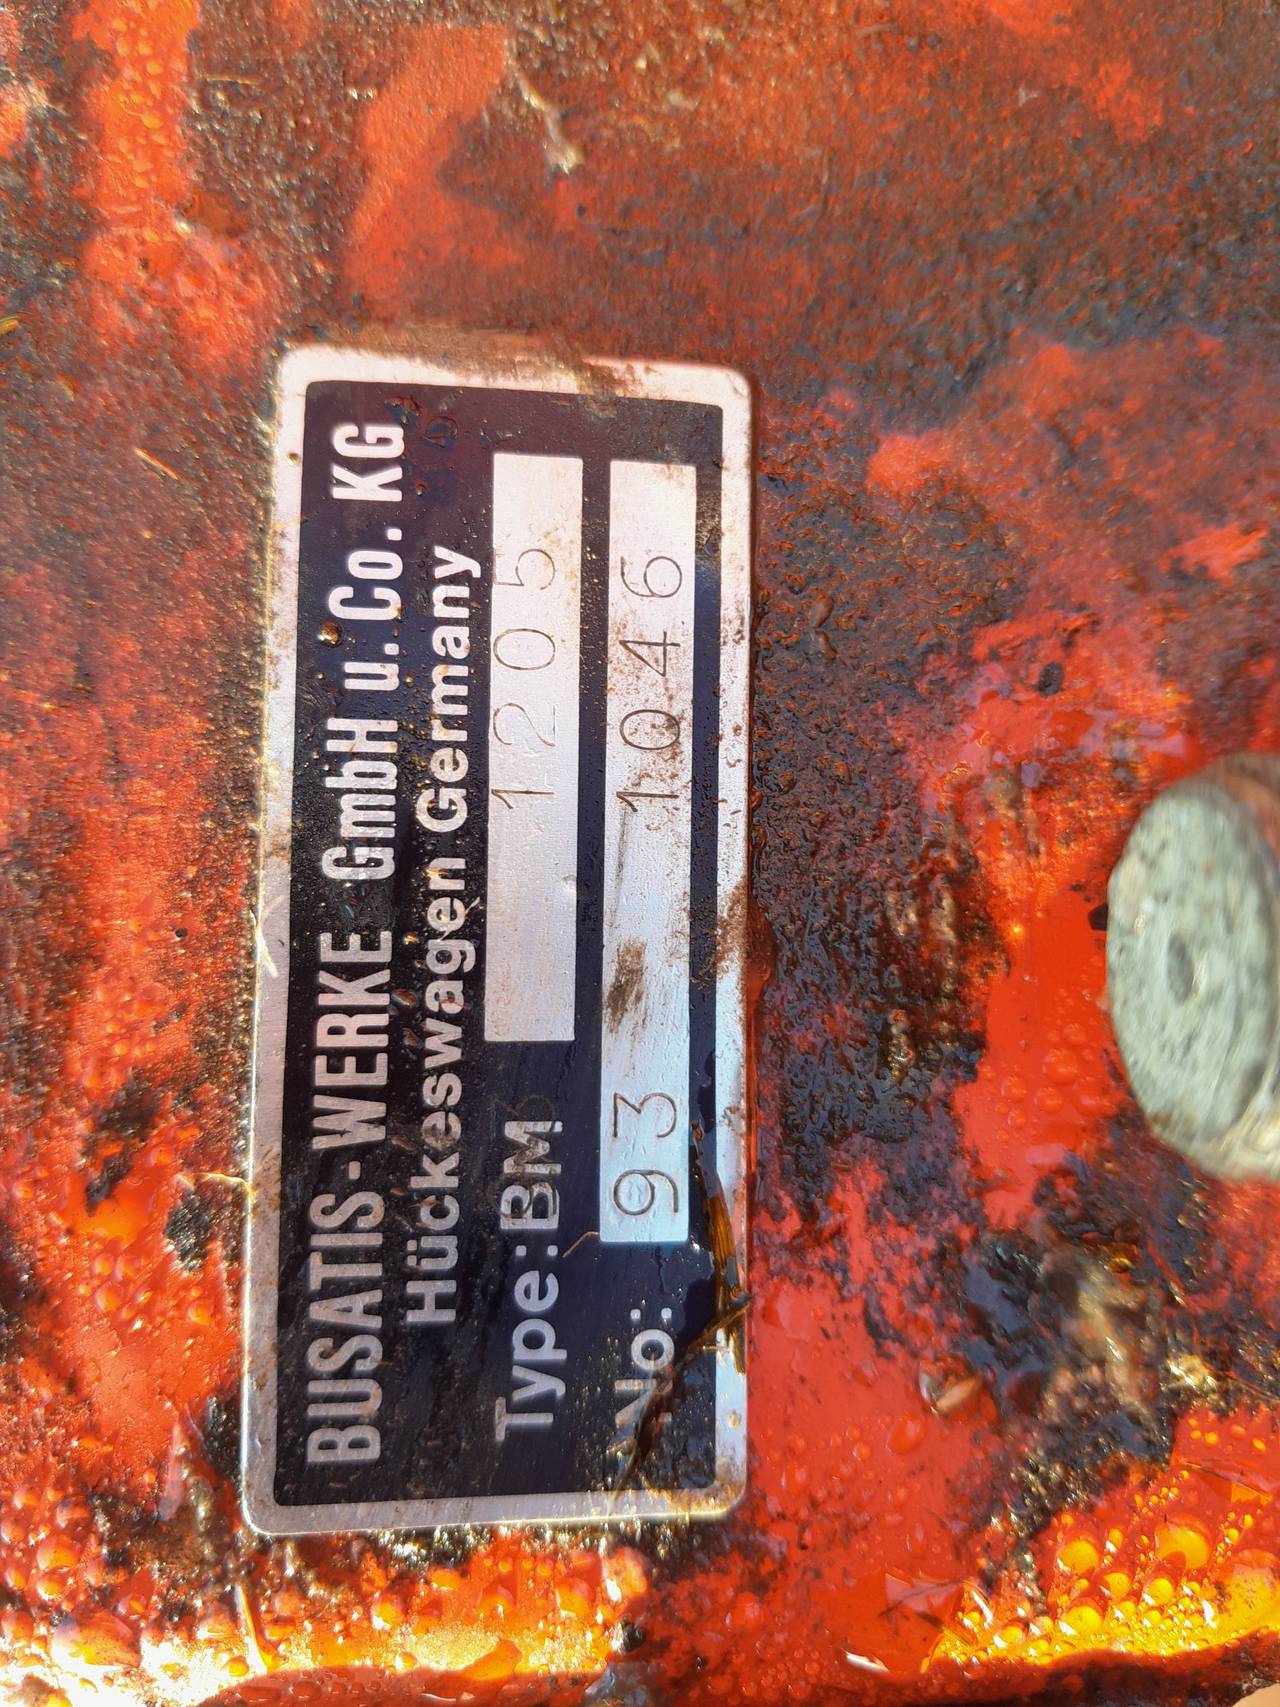 BUSATIS-WERKE GmbH u. Co. KG
Hückeswagen Germany
Type: BM 1205
No: 93 1046